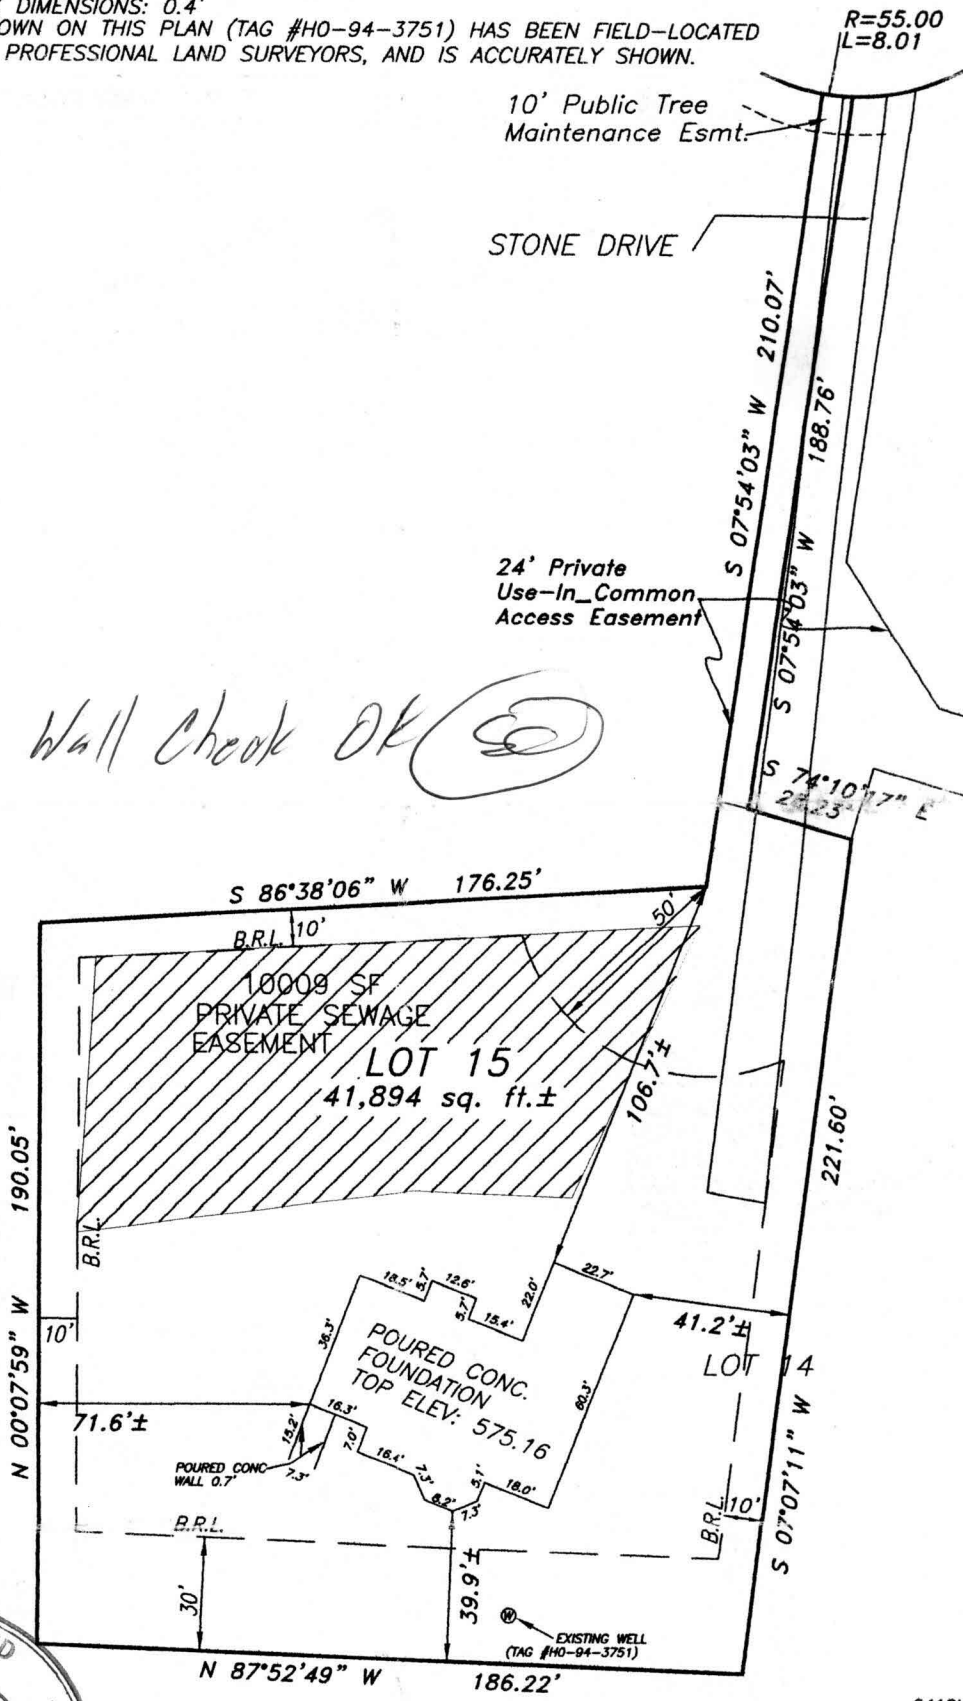 DIMENSIONS: 0.4'
OWN ON THIS PLAN (TAG #HO-94-3751) HAS BEEN FIELD-LOCATED
PROFESSIONAL LAND SURVEYORS, AND IS ACCURATELY SHOWN.
R=55.00
L=8.01
10' Public Tree
Maintenance Esmt.
STONE DRIVE
S 07°54'03" W 210.07'
188.76'
S 07°54'03" W
24' Private
Use-In_Common
Access Easement
Wall Check OK
S 74°10'17" E
S 86°38'06" W 176.25'
50'
B.R.L. 10'
10009 SF
PRIVATE SEWAGE
EASEMENT
LOT 15
41,894 sq. ft.±
106.7'±
221.60'
N 00°07'59" W 190.05'
B.R.L.
10'
18.5'
5.7'
12.6'
5.7'
15.4'
22.0'
22.7'
41.2'±
LOT 14
36.3'
POURED CONC.
FOUNDATION
TOP ELEV: 575.16
60.3'
71.6'±
16.3'
15.2'
7.0'
16.4'
7.3'
8.2'
7.3'
5.1'
18.0'
POURED CONC
WALL 0.7'
7.3'
B.R.L.
B.R.L.
10'
S 07°07'11" W
30'
39.9'±
W
EXISTING WELL
(TAG #HO-94-3751)
N 87°52'49" W 186.22'